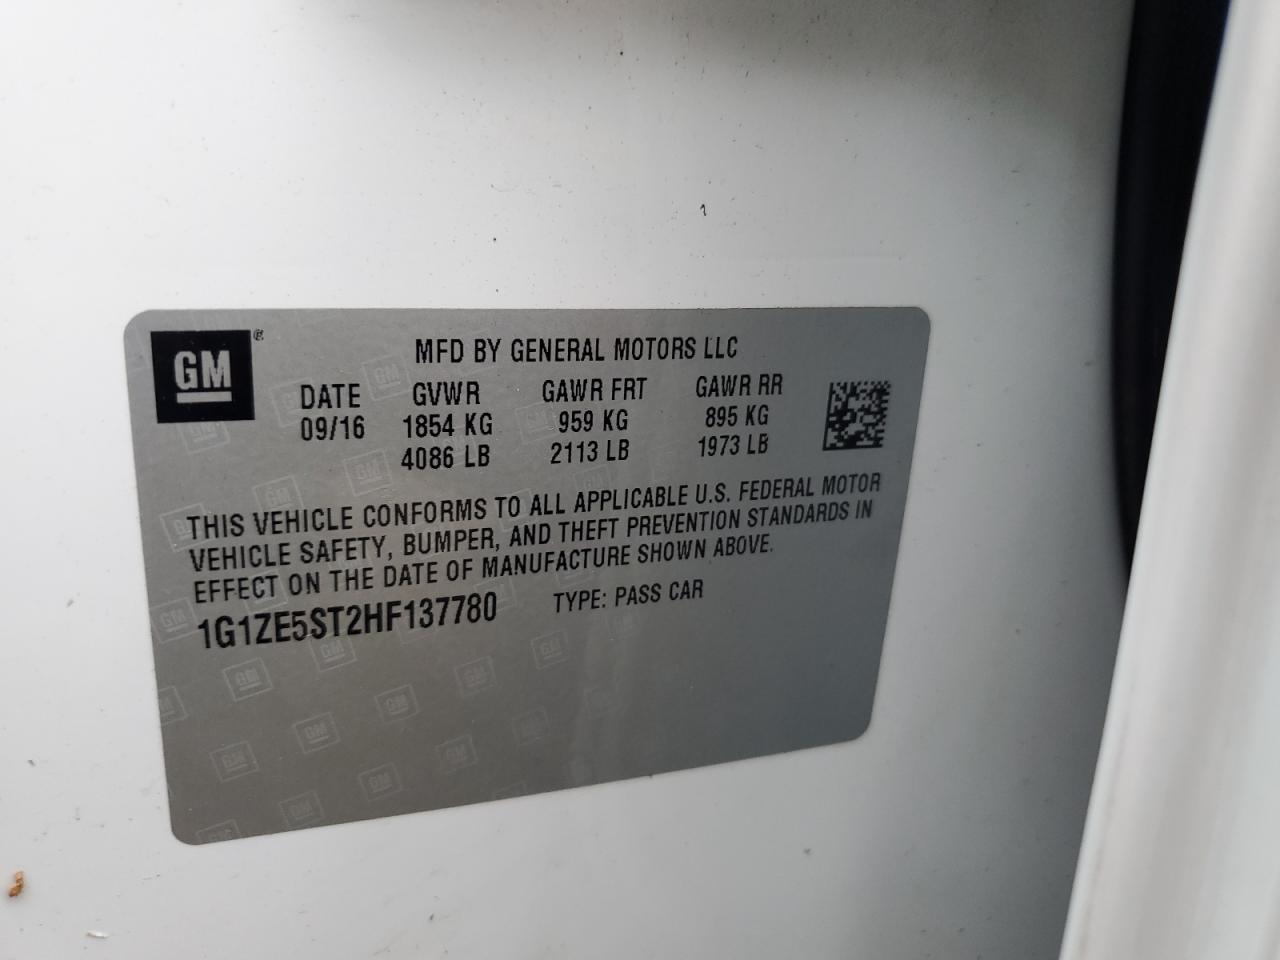 GM
MFD BY GENERAL MOTORS LLC
DATE GVWR GAWR FRT GAWR RR
09/16 1854 KG 959 KG 895 KG
4086 LB 2113 LB 1973 LB
THIS VEHICLE CONFORMS TO ALL APPLICABLE U.S. FEDERAL MOTOR
VEHICLE SAFETY, BUMPER, AND THEFT PREVENTION STANDARDS IN
EFFECT ON THE DATE OF MANUFACTURE SHOWN ABOVE.
1G1ZE5ST2HF137780 TYPE: PASS CAR